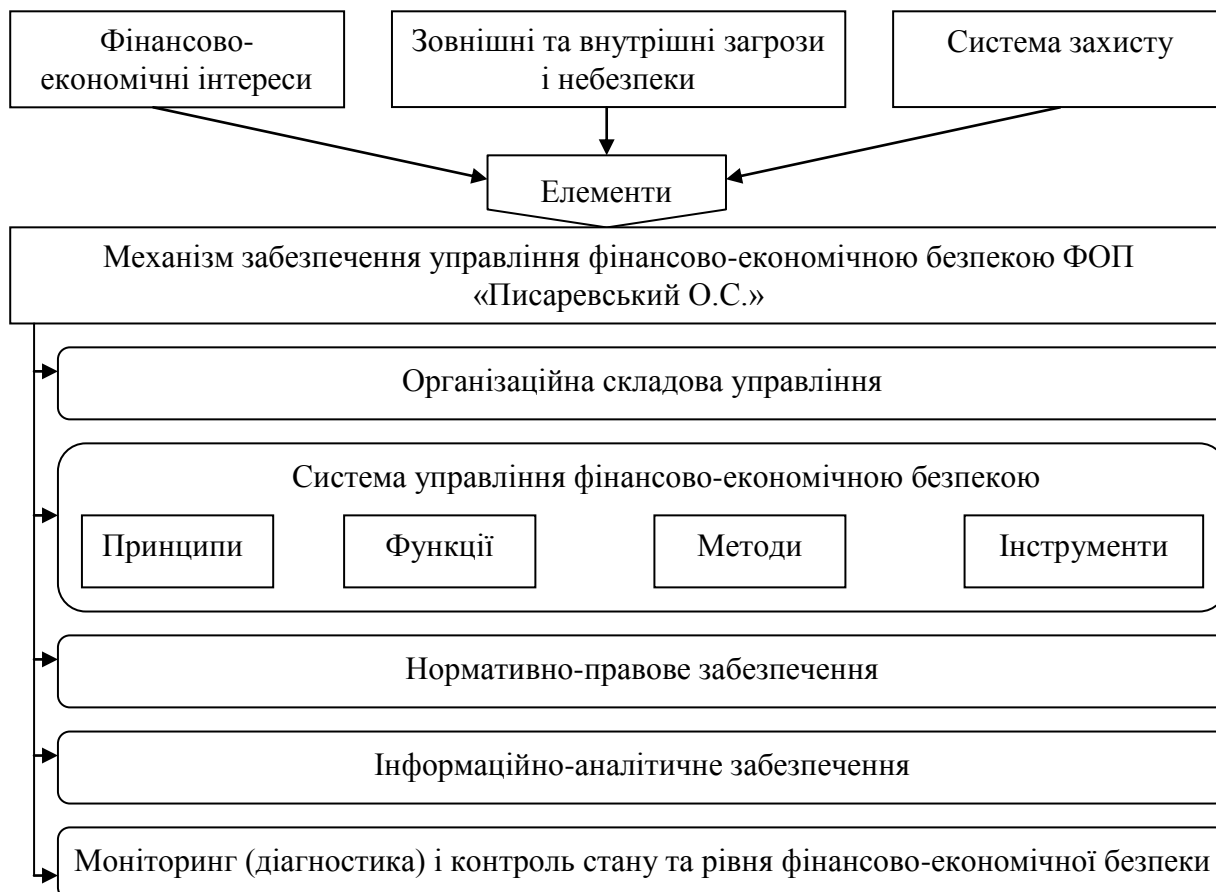 Фінансово-
економічні інтереси
Зовнішні та внутрішні загрози
і небезпеки
Система захисту
Елементи
Механізм забезпечення управління фінансово-економічною безпекою ФОП
«Писаревський О.С.»
Організаційна складова управління
Система управління фінансово-економічною безпекою
Принципи
Функції
Методи
Інструменти
Нормативно-правове забезпечення
Інформаційно-аналітичне забезпечення
Моніторинг (діагностика) і контроль стану та рівня фінансово-економічної безпеки